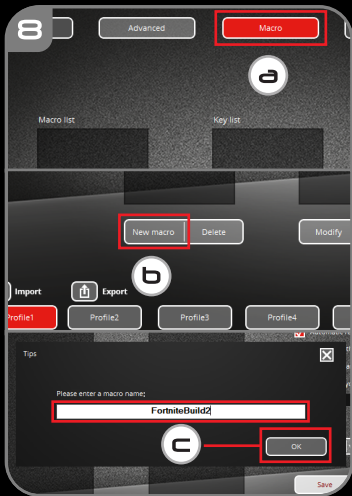 8
Advanced
Macro
a
Macro list
Key list
New macro
Delete
Modify
b
Import
Export
Profile1
Profile2
Profile3
Profile4
Tips
Please enter a macro name;
FortniteBuild2
c
OK
Save